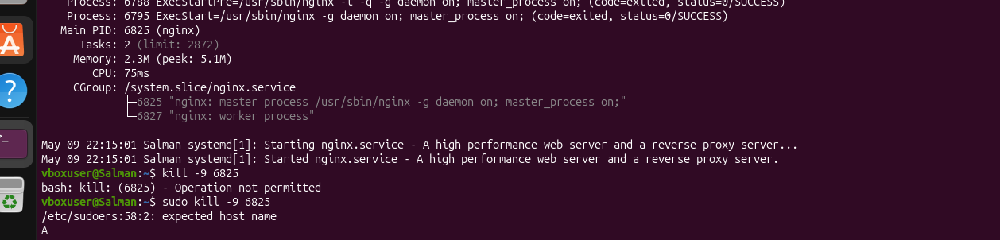 Process: 6788 ExecStartPre=/usr/sbin/nginx -t -q -g daemon on; master_process on; (code=exited, status=0/SUCCESS)
Process: 6795 ExecStart=/usr/sbin/nginx -g daemon on; master_process on; (code=exited, status=0/SUCCESS)
Main PID: 6825 (nginx)
Tasks: 2 (limit: 2872)
Memory: 2.3M (peak: 5.1M)
CPU: 75ms
CGroup: /system.slice/nginx.service
├─6825 "nginx: master process /usr/sbin/nginx -g daemon on; master_process on;"
└─6827 "nginx: worker process"
May 09 22:15:01 Salman systemd[1]: Starting nginx.service - A high performance web server and a reverse proxy server...
May 09 22:15:01 Salman systemd[1]: Started nginx.service - A high performance web server and a reverse proxy server.
vboxuser@Salman:~$ kill -9 6825
bash: kill: (6825) - Operation not permitted
vboxuser@Salman:~$ sudo kill -9 6825
/etc/sudoers:58:2: expected host name
A